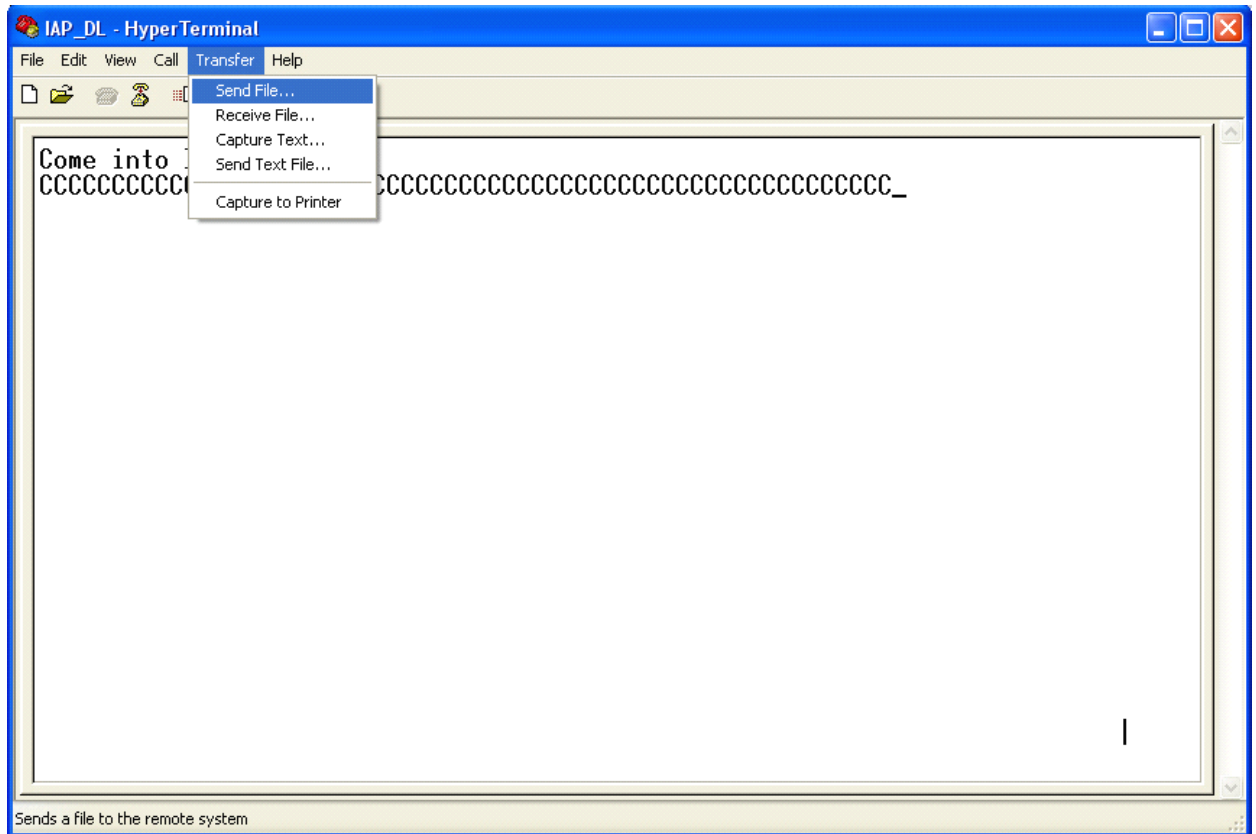 IAP_DL - HyperTerminal
File Edit View Call Transfer Help
Send File...
Receive File...
Capture Text...
Send Text File...
Capture to Printer
Come into
CCCCCCCCCC CCCCCCCCCCCCCCCCCCCCCCCCCCCCCCCCCCC_
Sends a file to the remote system